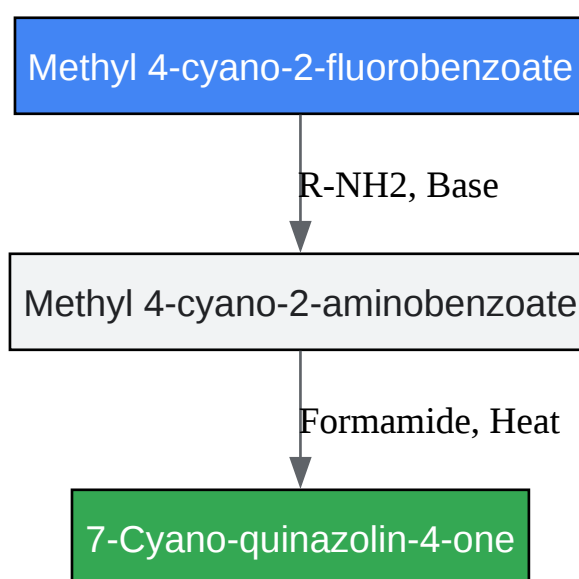 Methyl 4-cyano-2-fluorobenzoate
R-NH2, Base
Methyl 4-cyano-2-aminobenzoate
Formamide, Heat
7-Cyano-quinazolin-4-one